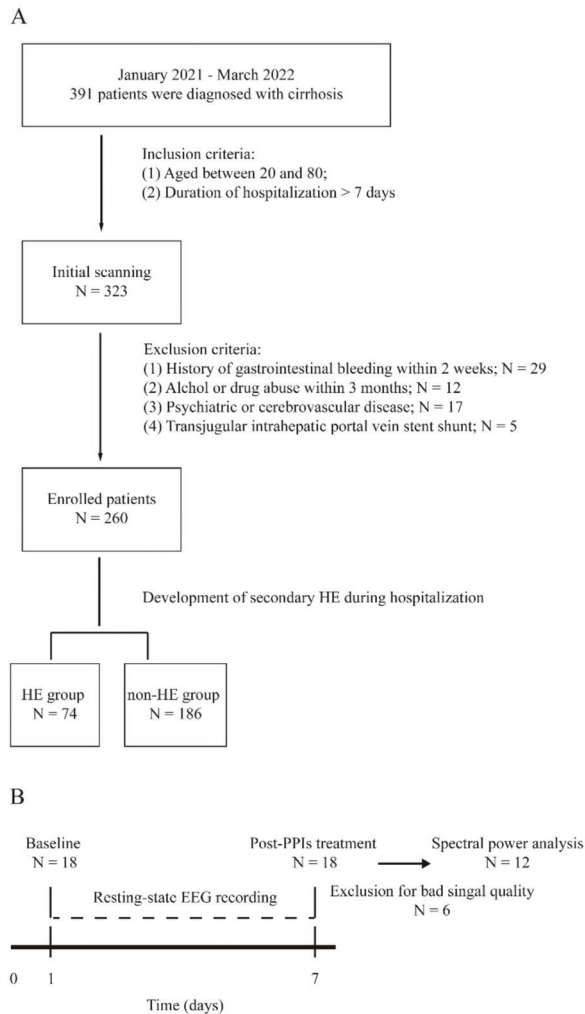 A
January 2021 - March 2022
391 patients were diagnosed with cirrhosis
Inclusion criteria:
(1) Aged between 20 and 80;
(2) Duration of hospitalization > 7 days
Initial scanning
N = 323
Exclusion criteria:
(1) History of gastrointestinal bleeding within 2 weeks; N = 29
(2) Alchol or drug abuse within 3 months; N = 12
(3) Psychiatric or cerebrovascular disease; N = 17
(4) Transjugular intrahepatic portal vein stent shunt; N = 5
Enrolled patients
N = 260
Development of secondary HE during hospitalization
HE group
N = 74
non-HE group
N = 186
B
Baseline
N = 18
Post-PPIs treatment
N = 18
Spectral power analysis
N = 12
Resting-state EEG recording
Exclusion for bad singal quality
N = 6
0 1 7
Time (days)